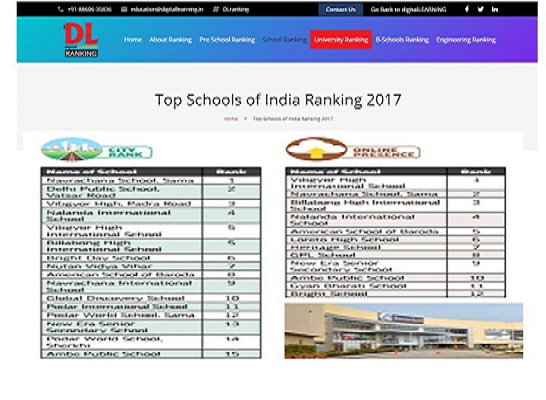 +91-88606 35836 education@digitallearning.in DLranking Contact Us Go Back to digitalLEARNING
DL
digital
RANKING
Home About Ranking Pre School Ranking School Ranking University Ranking B-Schools Ranking Engineering Ranking
Top Schools of India Ranking 2017
Home Top Schools of India Ranking 2017
CITY
RANK
Name of School Rank
Navrachana School, Sama 1
Delhi Public School, 2
Road
Vibgyor High, Padra Road 3
Nalanda International 4
School
Vibgyor High 5
International School
Billabong High
International School
Bright Day School 6
Nutan Vidya Vihar 7
American School of Baroda 8
Navrachana International 9
School
Global Discovery School 10
Podar International School 11
Podar World School, Sama 12
New Era Senior 13
Secondary School
Podar World School, 14
Sherkhi
Ambe Public School 15
ONLINE
PRESENCE
Name of School Rank
Vibgyor High 1
International School
Navrachana School, Sama 2
Billabong High International 3
School
Nalanda International 4
School
American School of Baroda 5
Loreto High School 6
Heritage School 7
GPL School 8
New Era Senior 9
Secondary School
Ambe Public School 10
Gyan Bharati School 11
Bright School 12